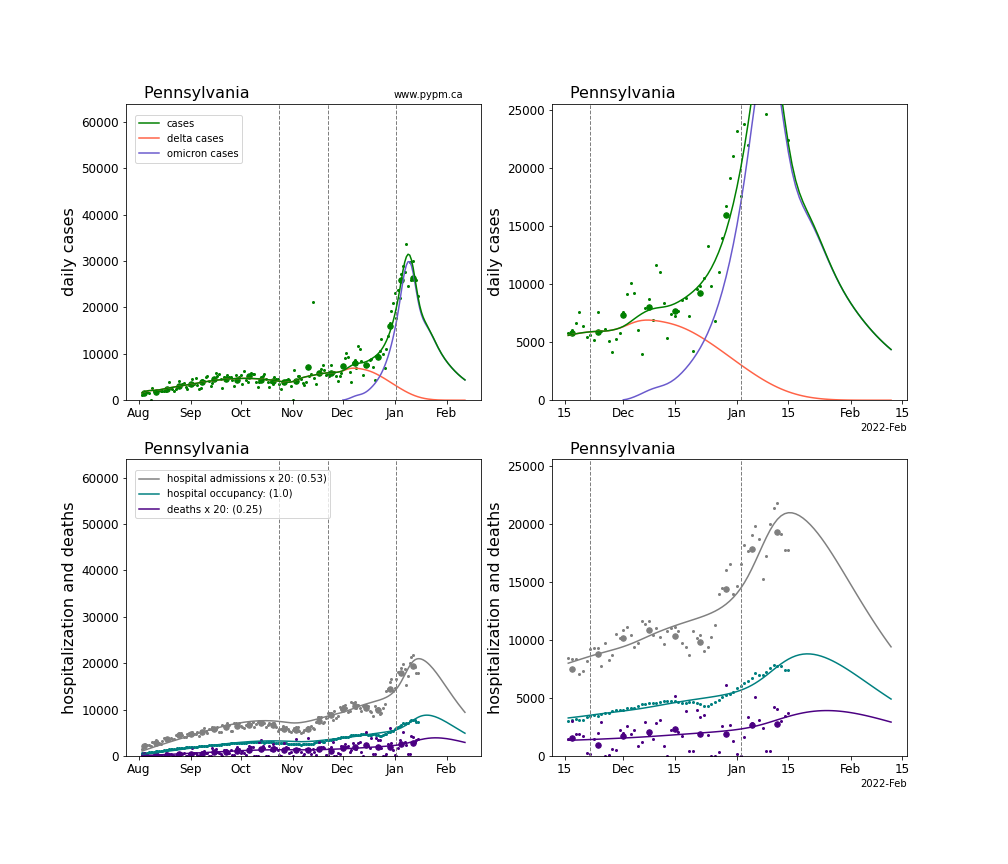 Pennsylvania
www.pypm.ca
60000
50000
40000
30000
20000
10000
0
daily cases
cases
delta cases
omicron cases
Aug Sep Oct Nov Dec Jan Feb
Pennsylvania
25000
20000
15000
10000
5000
0
daily cases
15 Dec 15 Jan 15 Feb 15
2022-Feb
Pennsylvania
60000
50000
40000
30000
20000
10000
0
hospitalization and deaths
hospital admissions x 20: (0.53)
hospital occupancy: (1.0)
deaths x 20: (0.25)
Aug Sep Oct Nov Dec Jan Feb
Pennsylvania
25000
20000
15000
10000
5000
0
hospitalization and deaths
15 Dec 15 Jan 15 Feb 15
2022-Feb